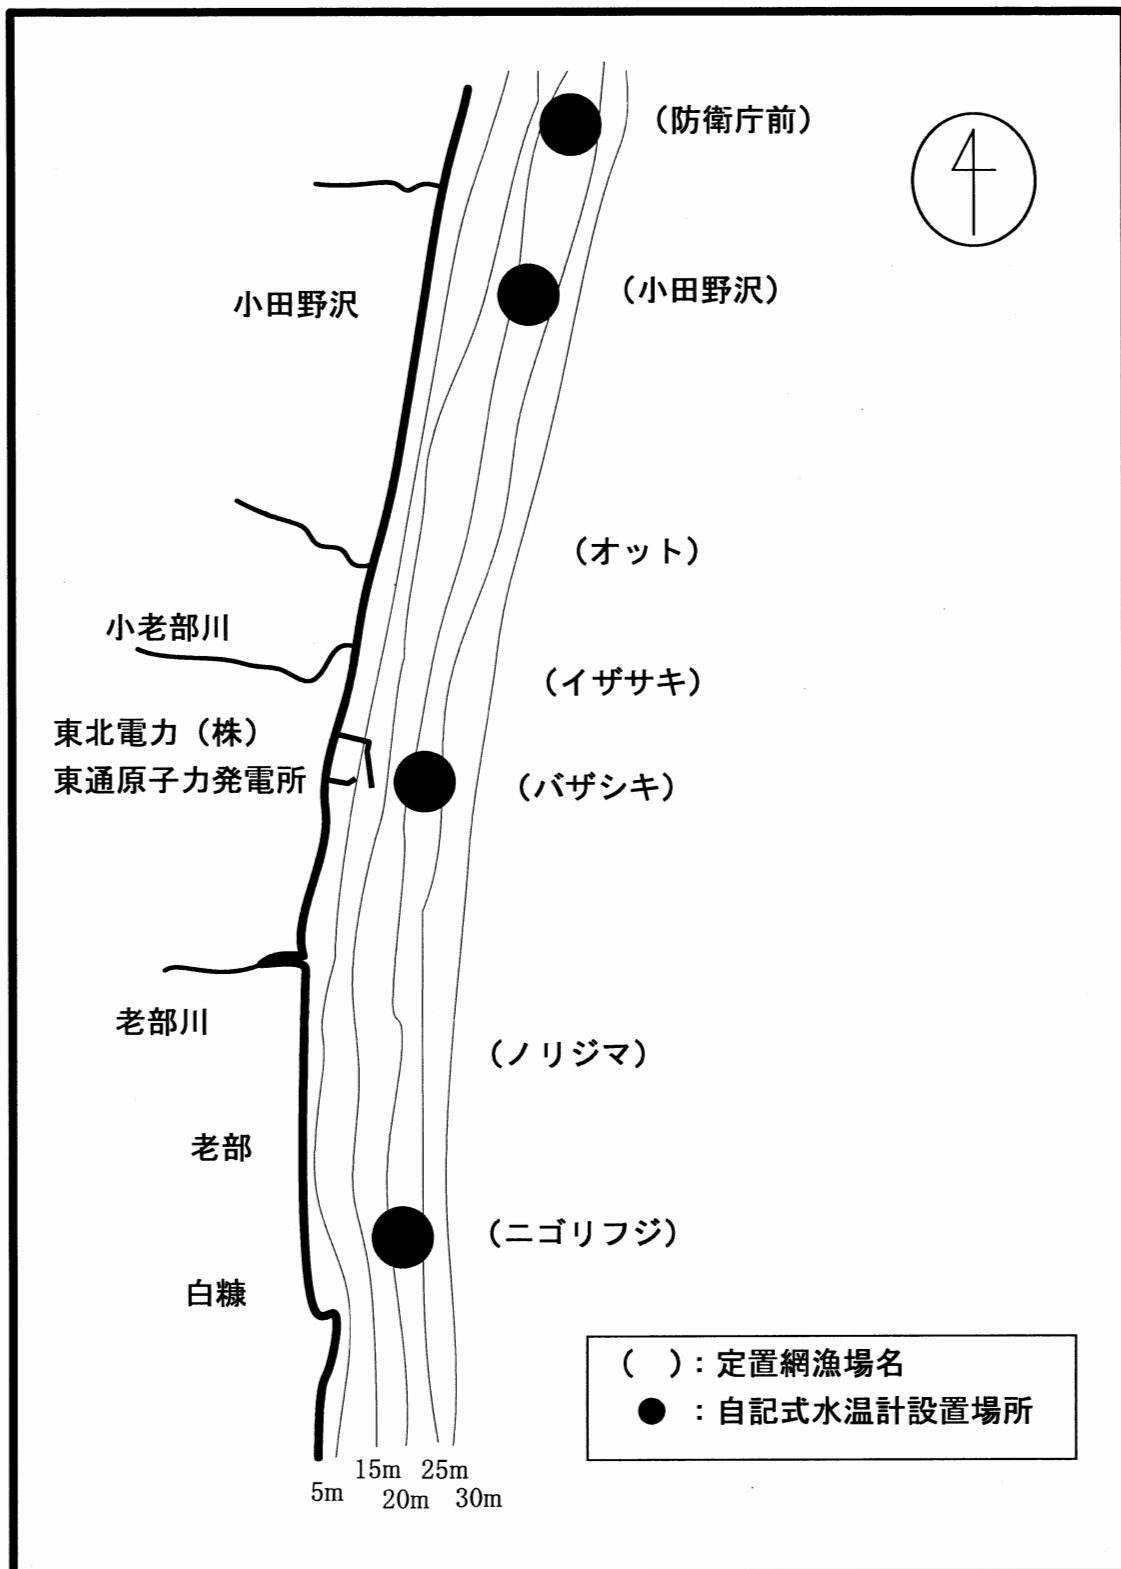 （防衛庁前）
小田野沢
（小田野沢）
（オット）
小老部川
（イザサキ）
東北電力（株）
東通原子力発電所
（バザシキ）
老部川
（ノリジマ）
老部
（ニゴリフジ）
白糠
（　）：定置網漁場名
●：自記式水温計設置場所
15m 25m
5m 20m 30m